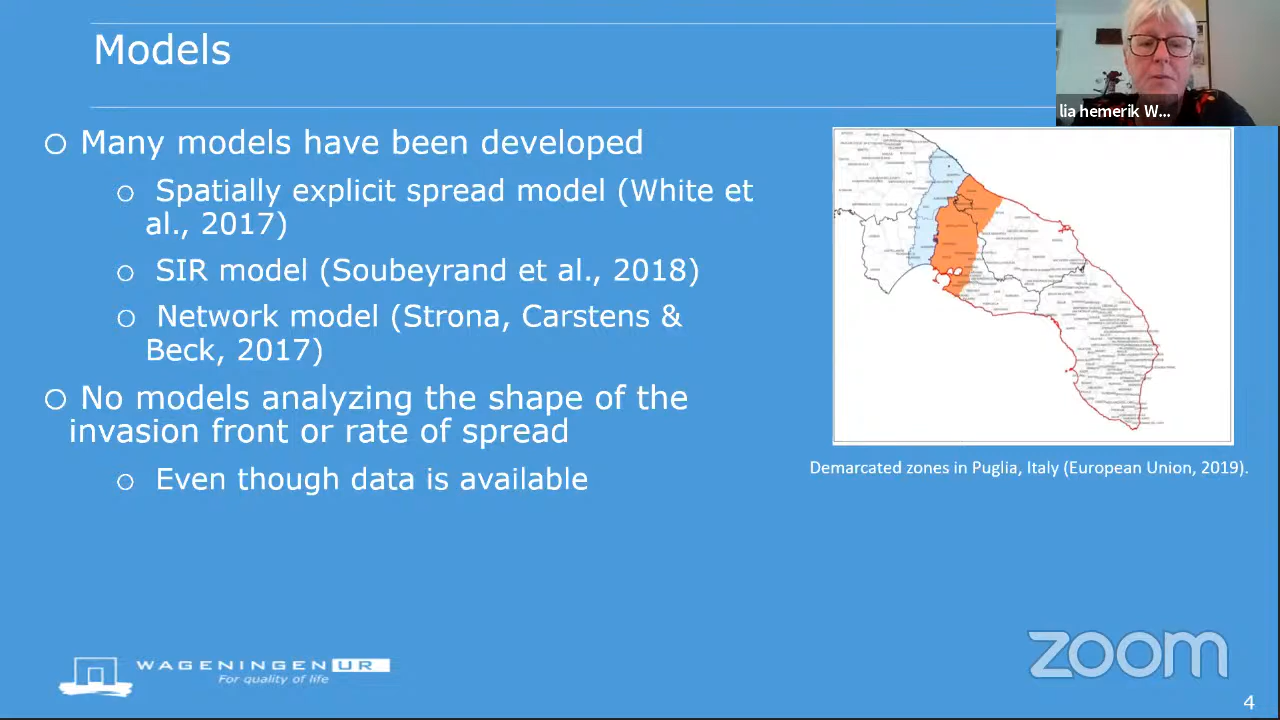 Models
lia hemerik W...
Many models have been developed
Spatially explicit spread model (White et
al., 2017)
SIR model (Soubeyrand et al., 2018)
Network model (Strona, Carstens &
Beck, 2017)
No models analyzing the shape of the
invasion front or rate of spread
Even though data is available
Demarcated zones in Puglia, Italy (European Union, 2019).
WAGENINGEN UR
For quality of life
zoom
4